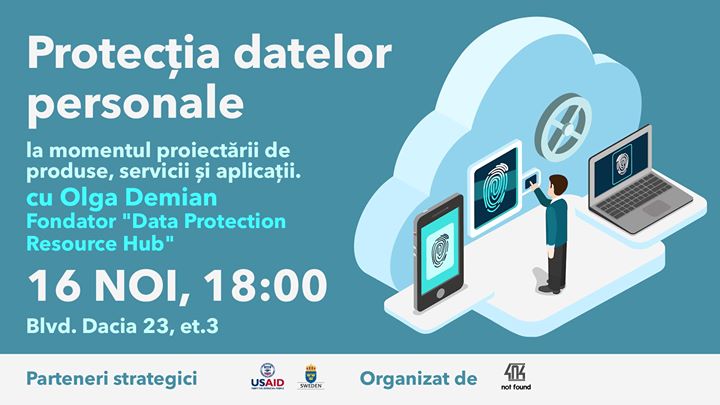 Protecția datelor
personale
la momentul proiectării de
produse, servicii și aplicații.
cu Olga Demian
Fondator "Data Protection
Resource Hub"
16 NOI, 18:00
Blvd. Dacia 23, et.3
Parteneri strategici
USAID
SWEDEN
Organizat de
404
not found